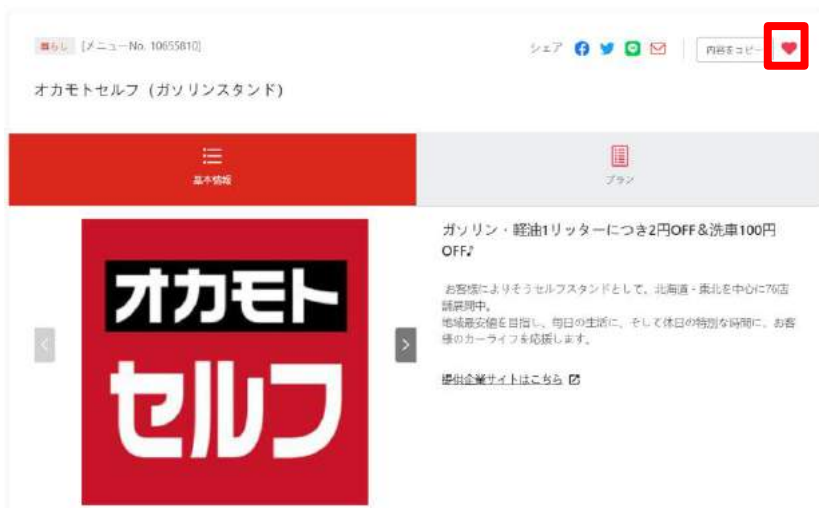 暮らし [メニューNo. 10655810]
シェア
内容をコピー
オカモトセルフ (ガソリンスタンド)
基本情報
プラン
ガソリン・軽油1リッターにつき2円OFF&洗車100円
OFF♪
お客様によりそうセルフスタンドとして、北海道・東北を中心に76店
舗展開中。
地域最安値を目指し、毎日の生活に、そして休日の特別な時間に、お客
様のカーライフを応援します。
提供企業サイトはこちら
オカモト
セルフ